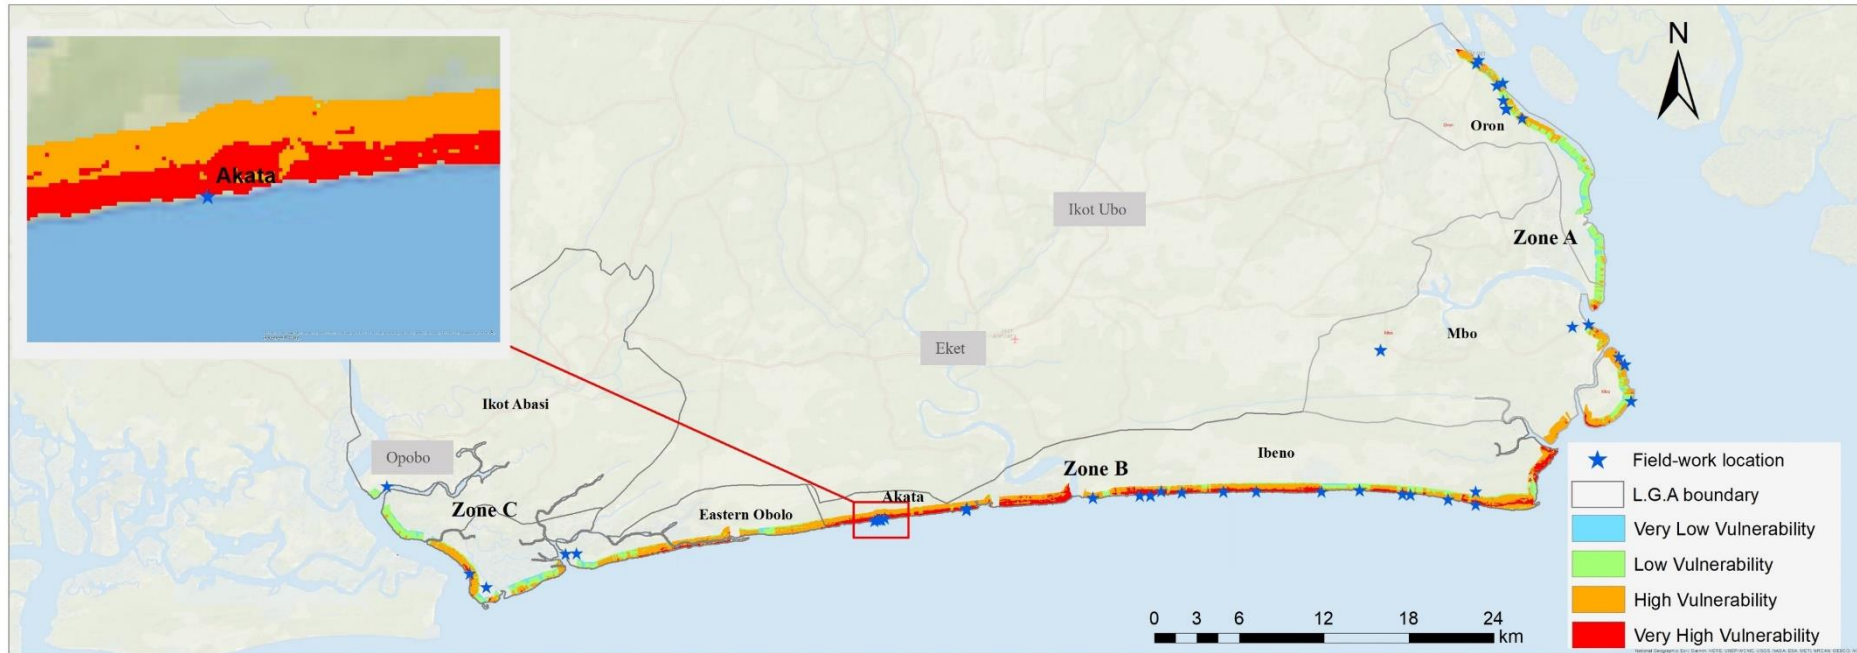 N
Akata
Oron
Ikot Ubo
Zone A
Mbo
Eket
Ikot Abasi
Opobo
Zone C
Zone B
Ibeno
Akata
Eastern Obolo
Field-work location
L.G.A boundary
Very Low Vulnerability
Low Vulnerability
High Vulnerability
Very High Vulnerability
0 3 6 12 18 24
km